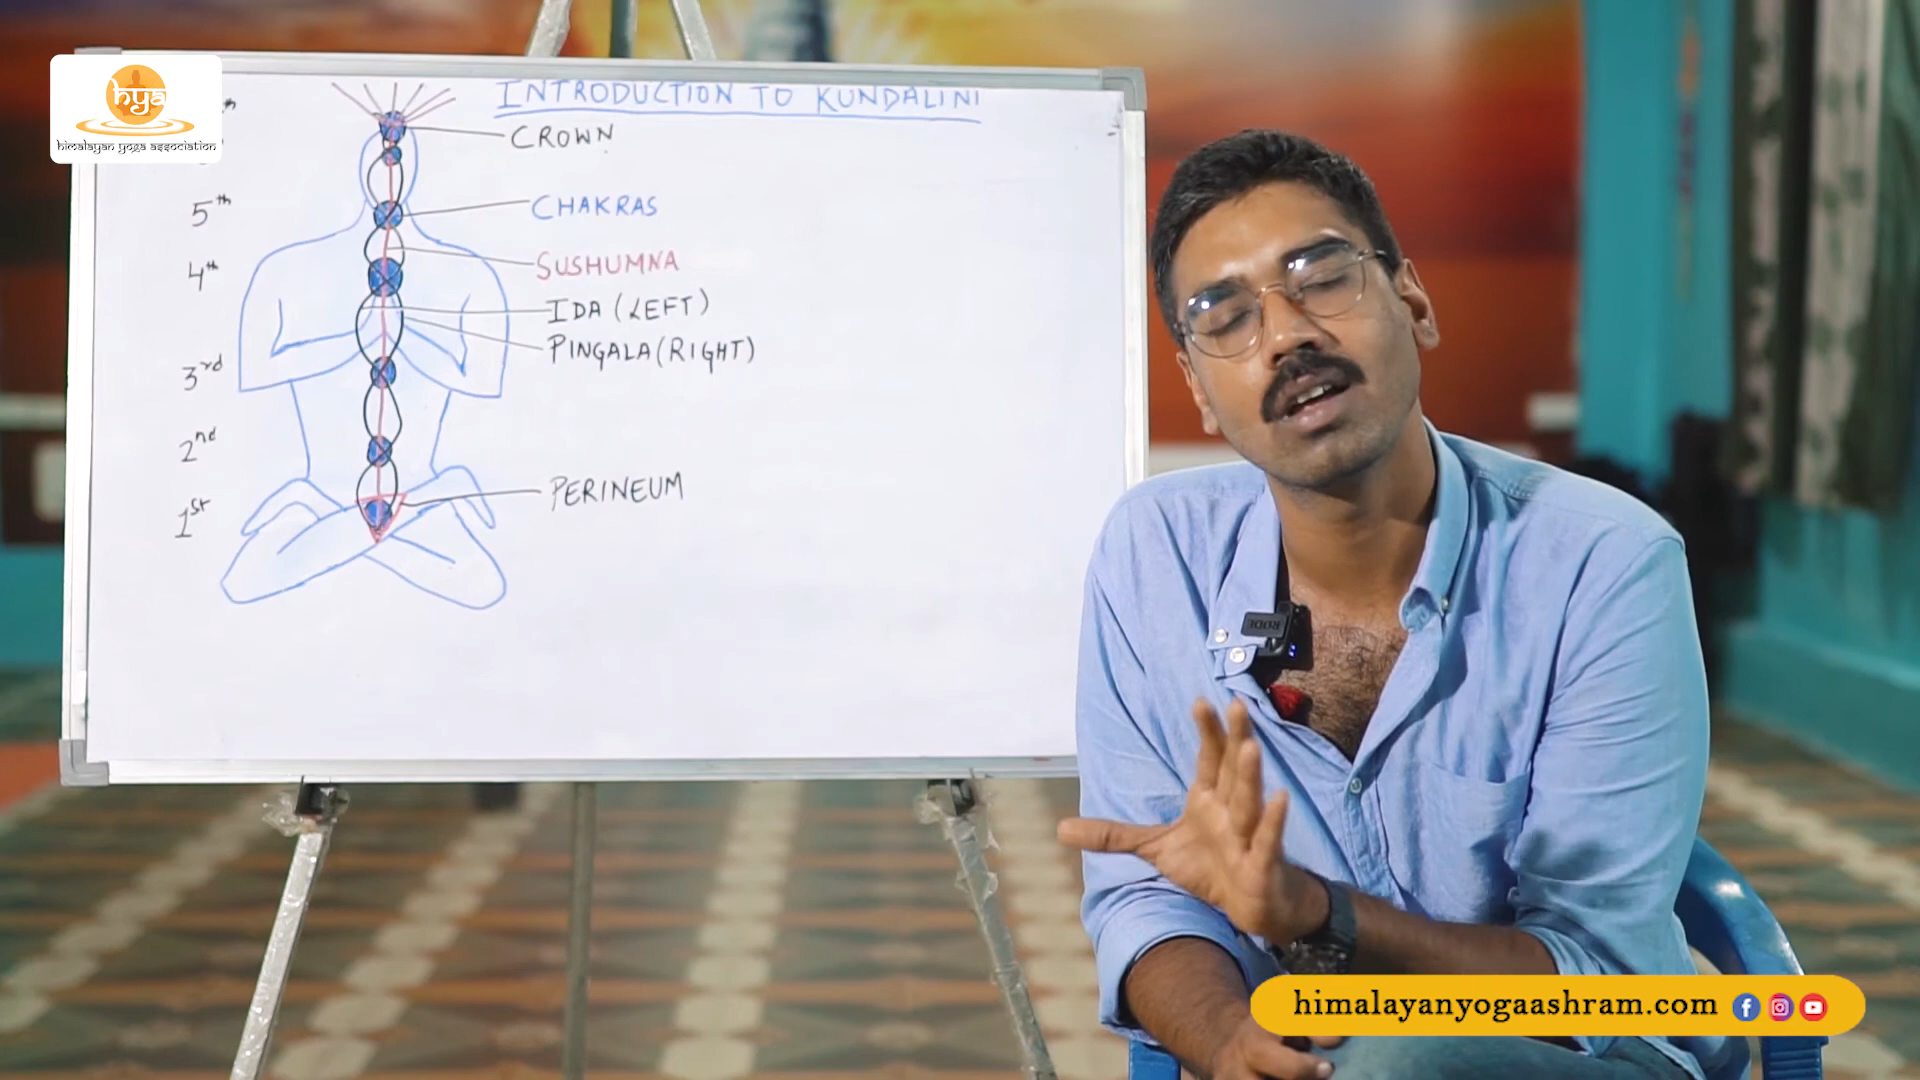 hya
himalayan yoga association
INTRODUCTION TO KUNDALINI
CROWN
5th
CHAKRAS
4th
SUSHUMNA
IDA (LEFT)
PINGALA (RIGHT)
3rd
2nd
PERINEUM
1st
RODE
himalayanyogaashram.com